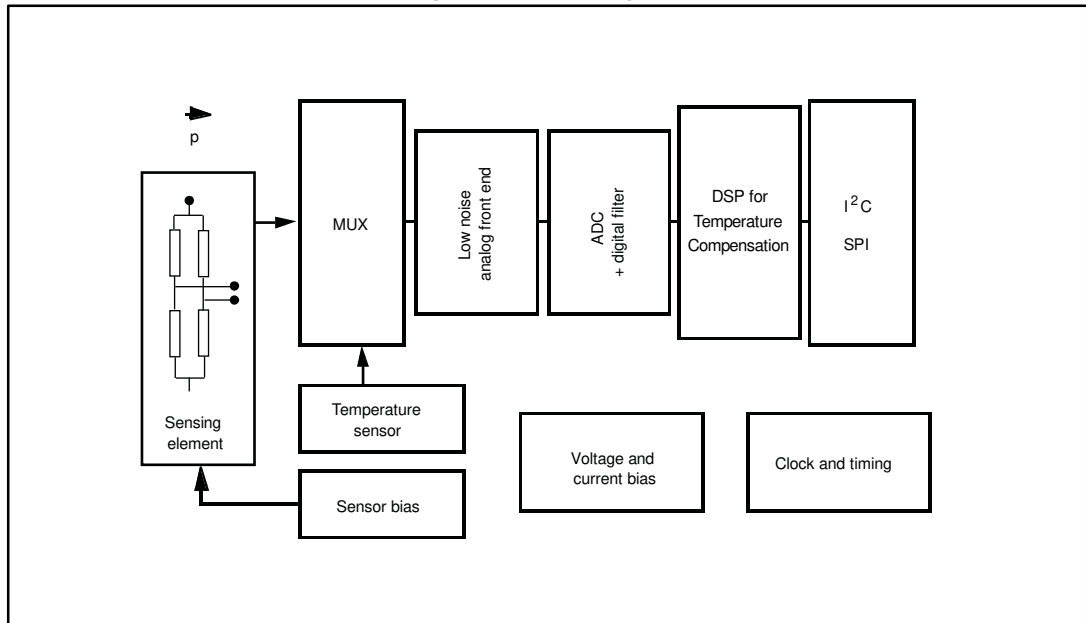 p
MUX
Low noise
analog front end
ADC
+ digital filter
DSP for
Temperature
Compensation
I²C
SPI
Sensing
element
Temperature
sensor
Sensor bias
Voltage and
current bias
Clock and timing